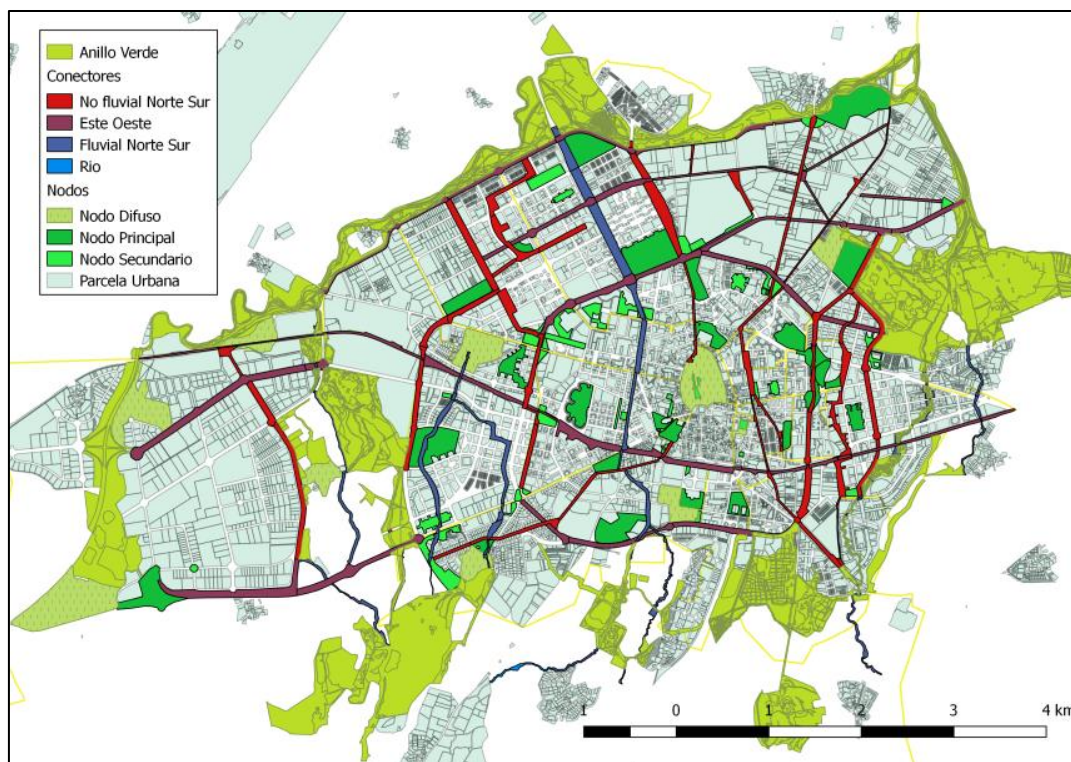 Anillo Verde
Conectores
No fluvial Norte Sur
Este Oeste
Fluvial Norte Sur
Rio
Nodos
Nodo Difuso
Nodo Principal
Nodo Secundario
Parcela Urbana
1 0 1 2 3 4 km